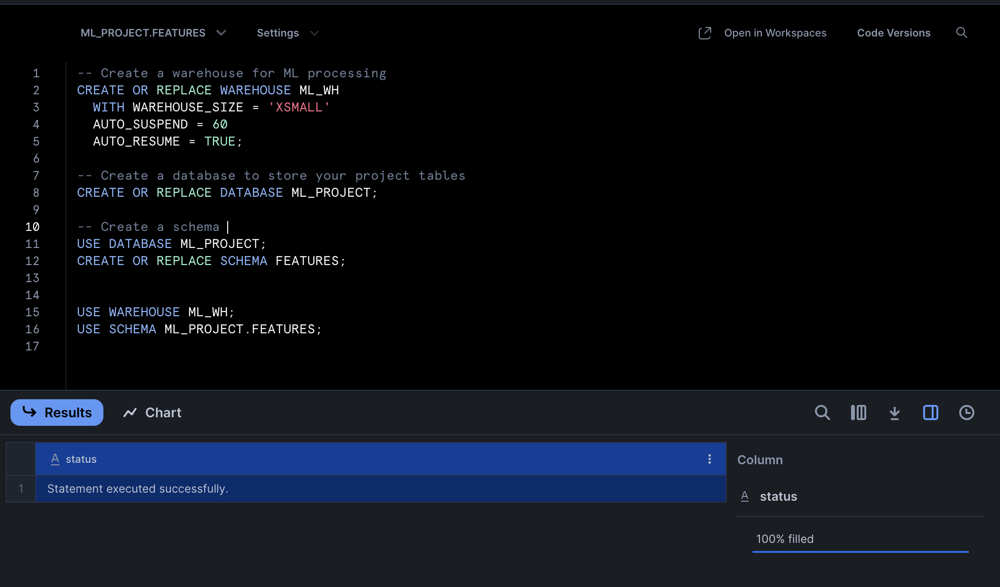 ML_PROJECT.FEATURES Settings Open in Workspaces Code Versions
1 -- Create a warehouse for ML processing
2 CREATE OR REPLACE WAREHOUSE ML_WH
3 WITH WAREHOUSE_SIZE = 'XSMALL'
4 AUTO_SUSPEND = 60
5 AUTO_RESUME = TRUE;
6
7 -- Create a database to store your project tables
8 CREATE OR REPLACE DATABASE ML_PROJECT;
9
10 -- Create a schema
11 USE DATABASE ML_PROJECT;
12 CREATE OR REPLACE SCHEMA FEATURES;
13
14
15 USE WAREHOUSE ML_WH;
16 USE SCHEMA ML_PROJECT.FEATURES;
17
Results Chart
A status
1 Statement executed successfully.
Column
A status
100% filled